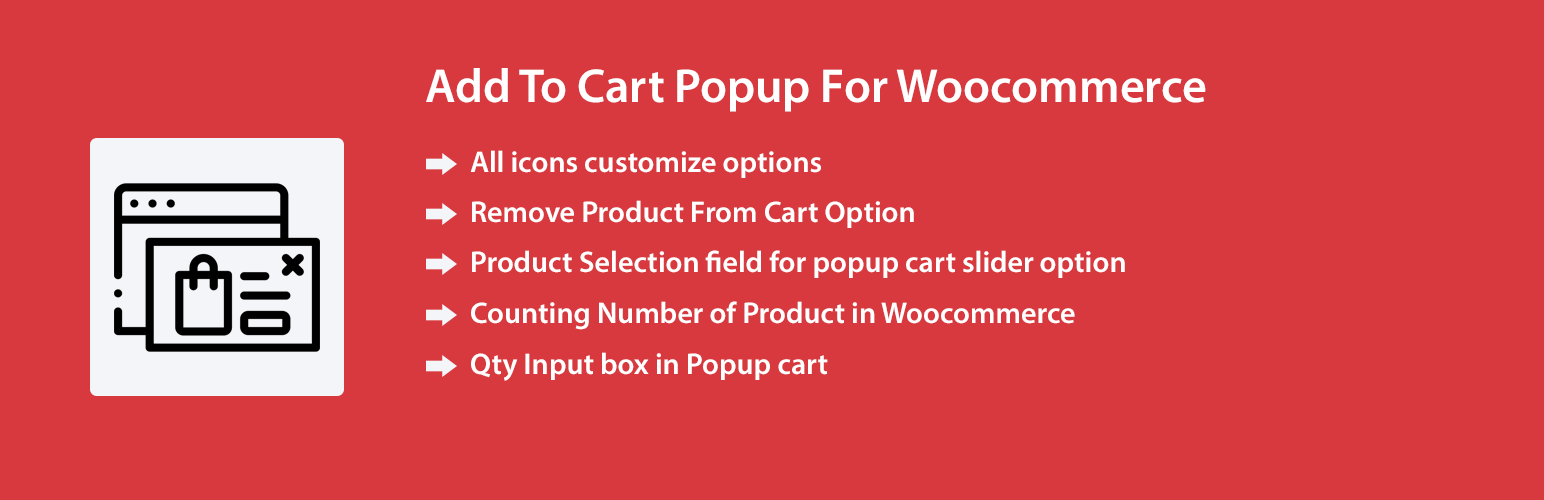 Add To Cart Popup For Woocommerce
All icons customize options
Remove Product From Cart Option
Product Selection field for popup cart slider option
Counting Number of Product in Woocommerce
Qty Input box in Popup cart